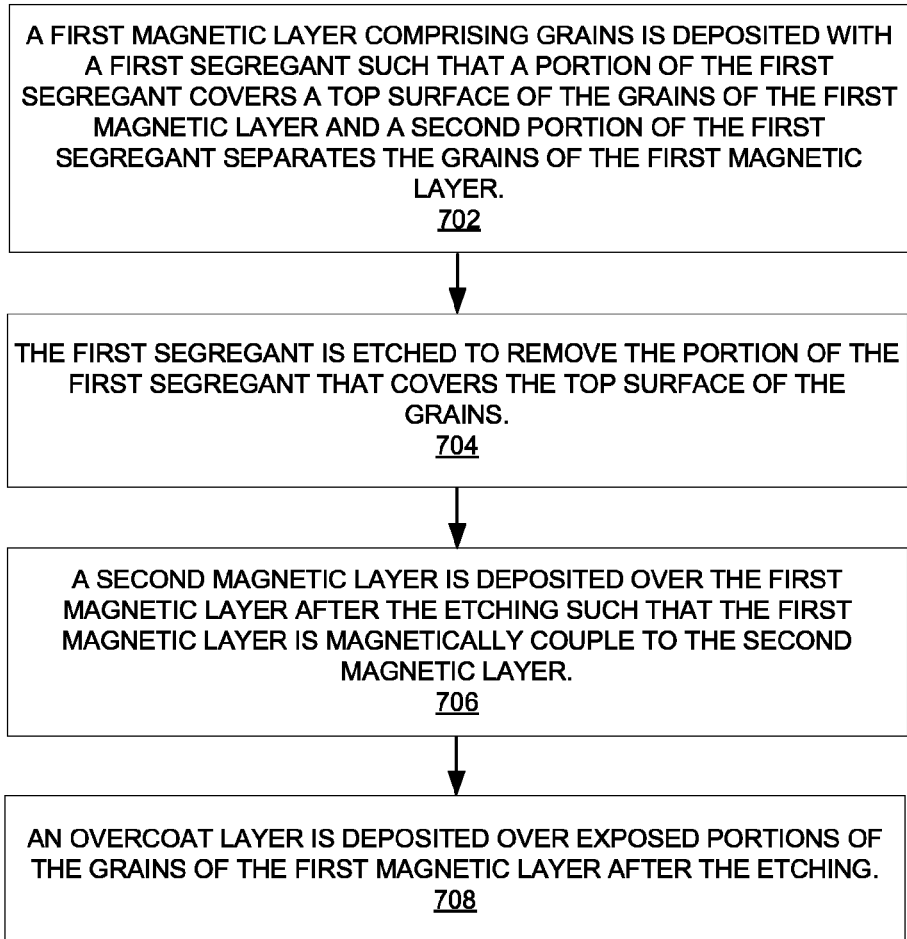 A FIRST MAGNETIC LAYER COMPRISING GRAINS IS DEPOSITED WITH
A FIRST SEGREGANT SUCH THAT A PORTION OF THE FIRST
SEGREGANT COVERS A TOP SURFACE OF THE GRAINS OF THE FIRST
MAGNETIC LAYER AND A SECOND PORTION OF THE FIRST
SEGREGANT SEPARATES THE GRAINS OF THE FIRST MAGNETIC
LAYER.
702
THE FIRST SEGREGANT IS ETCHED TO REMOVE THE PORTION OF THE
FIRST SEGREGANT THAT COVERS THE TOP SURFACE OF THE
GRAINS.
704
A SECOND MAGNETIC LAYER IS DEPOSITED OVER THE FIRST
MAGNETIC LAYER AFTER THE ETCHING SUCH THAT THE FIRST
MAGNETIC LAYER IS MAGNETICALLY COUPLE TO THE SECOND
MAGNETIC LAYER.
706
AN OVERCOAT LAYER IS DEPOSITED OVER EXPOSED PORTIONS OF
THE GRAINS OF THE FIRST MAGNETIC LAYER AFTER THE ETCHING.
708